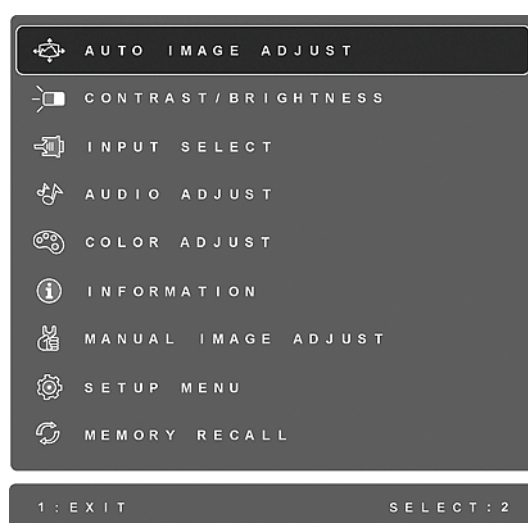 AUTO IMAGE ADJUST
CONTRAST/BRIGHTNESS
INPUT SELECT
AUDIO ADJUST
COLOR ADJUST
INFORMATION
MANUAL IMAGE ADJUST
SETUP MENU
MEMORY RECALL
1:EXIT SELECT:2